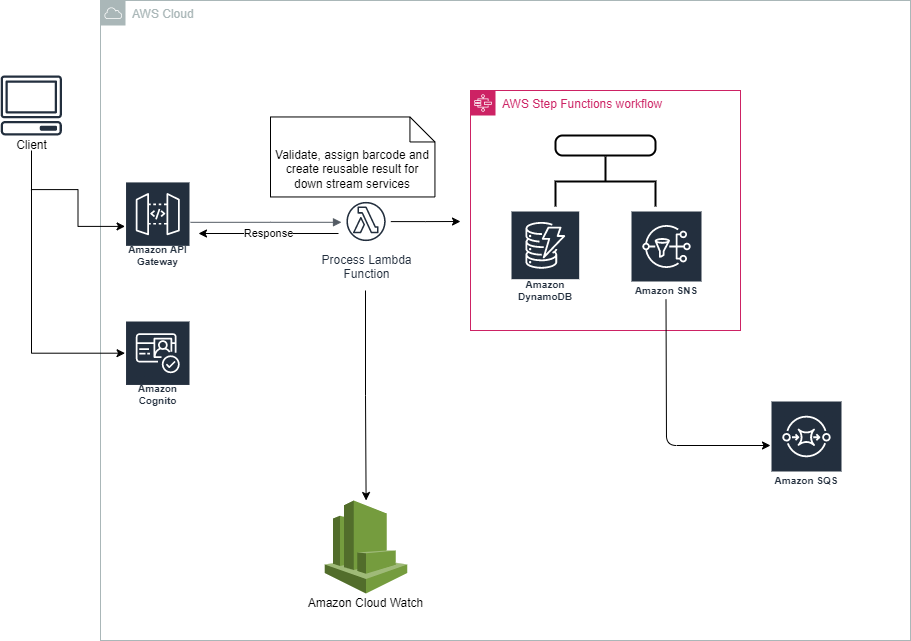 AWS Cloud
Client
AWS Step Functions workflow
Validate, assign barcode and
create reusable result for
down stream services
Amazon API
Gateway
Response
Process Lambda
Function
Amazon
DynamoDB
Amazon SNS
Amazon
Cognito
Amazon SQS
Amazon Cloud Watch